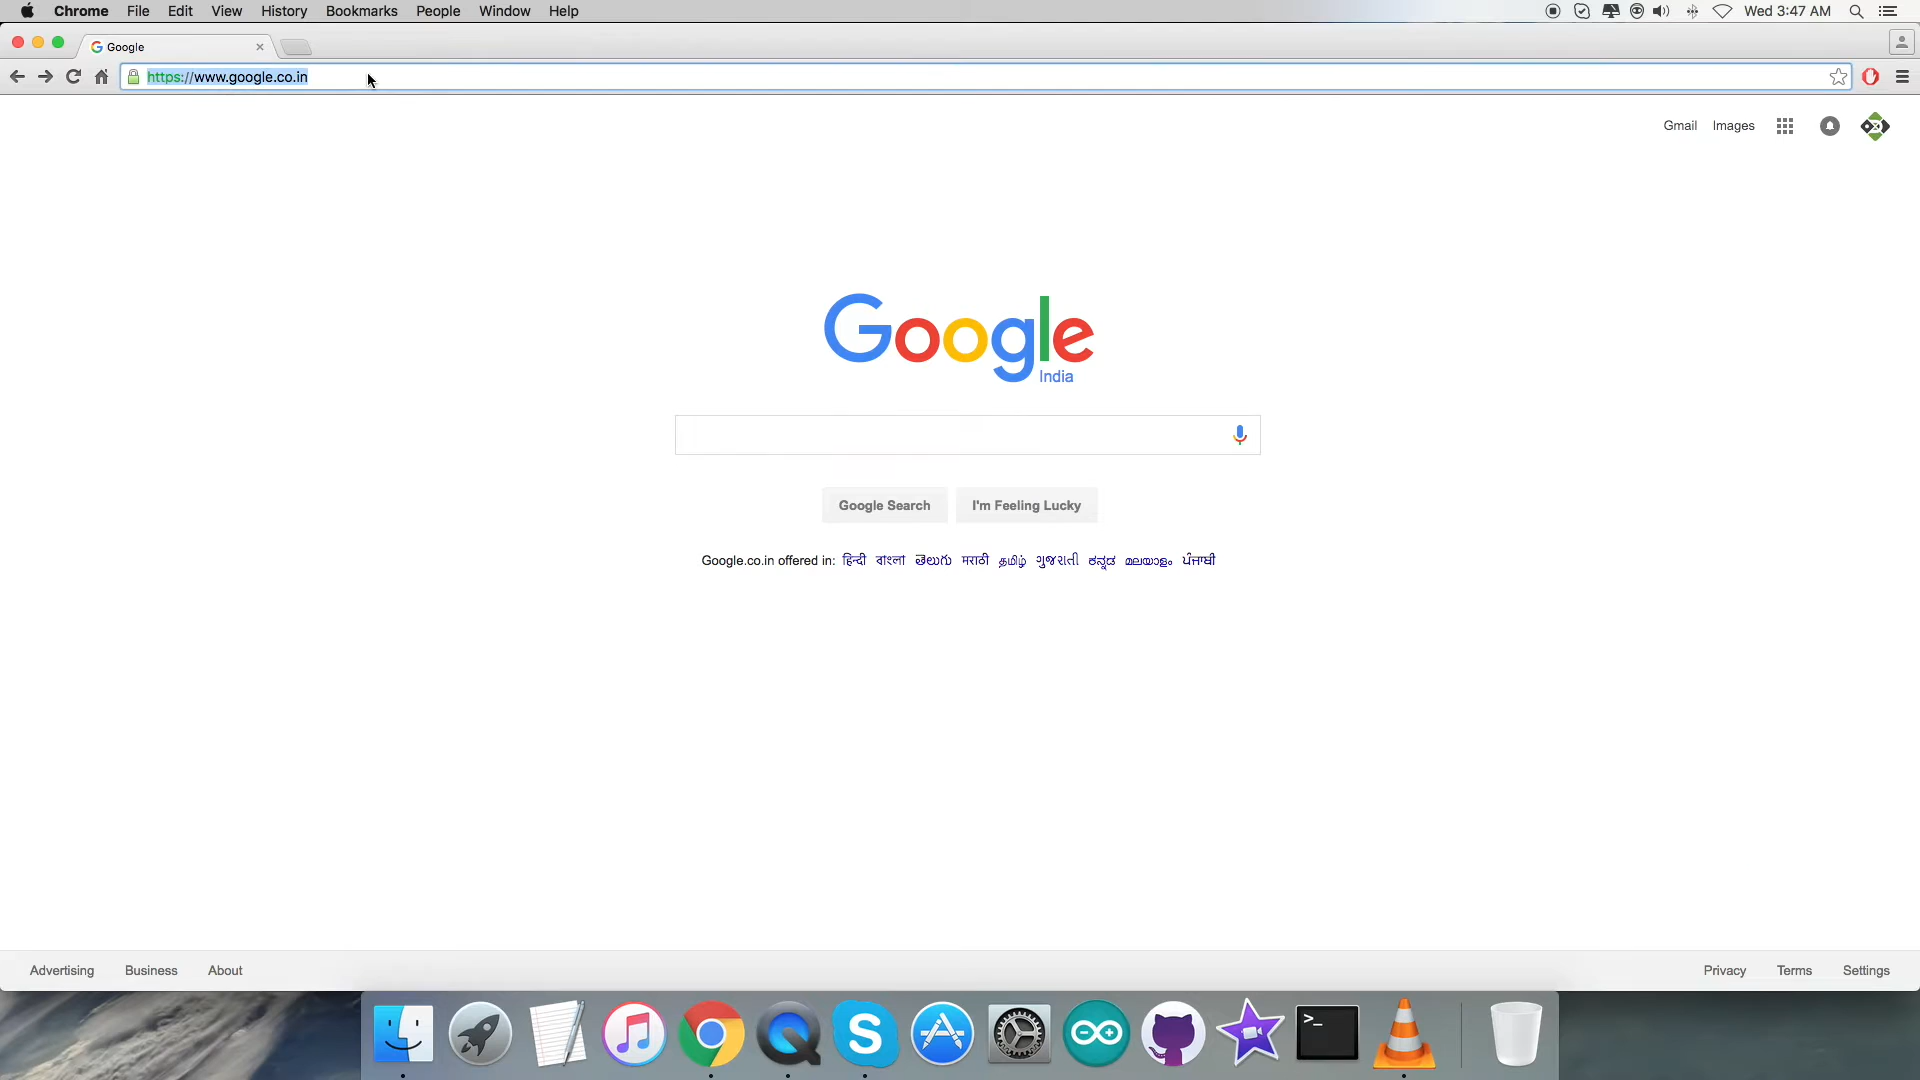 Chrome File Edit View History Bookmarks People Window Help Wed 3:47 AM
Google
https://www.google.co.in
Gmail Images
Google
India
Google Search I'm Feeling Lucky
Google.co.in offered in: हिन्दी বাংলা తెలుగు मराठी தமிழ் ગુજરાતી ಕನ್ನಡ മലയാളം ਪੰਜਾਬੀ
Advertising Business About Privacy Terms Settings